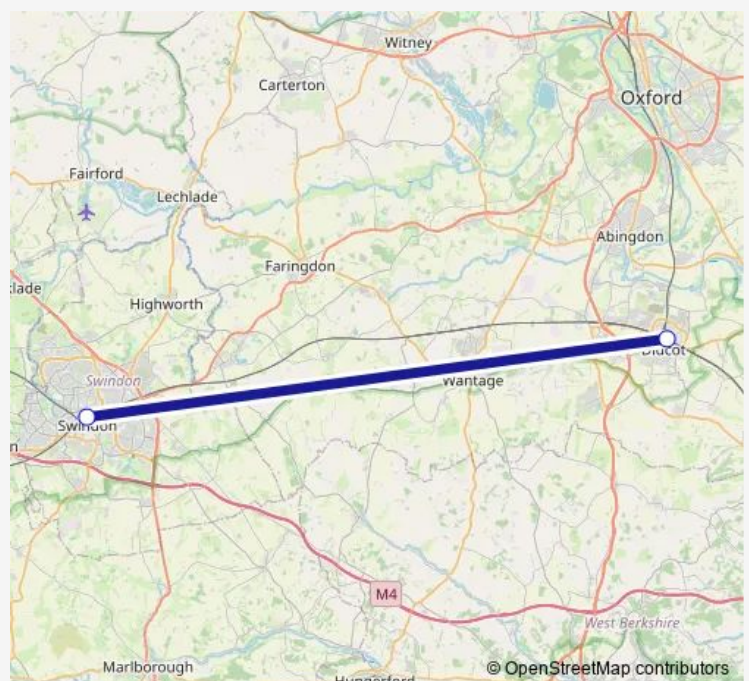 Witney
Carterton
Oxford
Fairford
Lechlade
Abingdon
Faringdon
klade
Highworth
Didcot
Swindon
Wantage
Swindon
n
M4
West Berkshire
Marlborough
Hungerford
© OpenStreetMap contributors